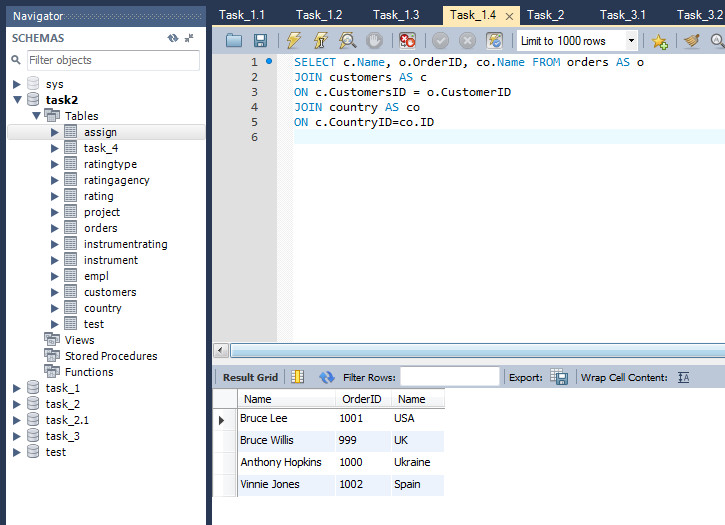 Navigator
SCHEMAS
Filter objects
sys
task2
Tables
assign
task_4
ratingtype
ratingagency
rating
project
orders
instrumentrating
instrument
empl
customers
country
test
Views
Stored Procedures
Functions
task_1
task_2
task_2.1
task_3
test
Task_1.1 Task_1.2 Task_1.3 Task_1.4 × Task_2 Task_3.1 Task_3.2
Limit to 1000 rows
1 SELECT c.Name, o.OrderID, co.Name FROM orders AS o
2 JOIN customers AS c
3 ON c.CustomersID = o.CustomerID
4 JOIN country AS co
5 ON c.CountryID=co.ID
6
Result Grid Filter Rows: Export: Wrap Cell Content: IA
Name OrderID Name
Bruce Lee 1001 USA
Bruce Willis 999 UK
Anthony Hopkins 1000 Ukraine
Vinnie Jones 1002 Spain